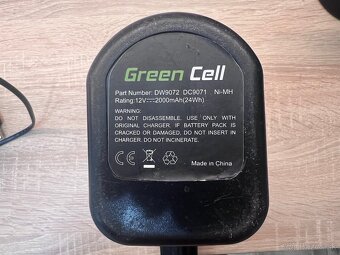 Green Cell
Part Number: DW9072 DC9071 Ni-MH
Rating:12V⎓2000mAh(24Wh)
WARNING:
DO NOT DISASSEMBLE. USE ONLY WITH
ORIGINAL CHARGER. IF BATTERY PACK IS
CRACKED OR DAMAGED, DO NOT INSERT
IN CHARGER. DO NOT INCINERATE.
CE
Made in China